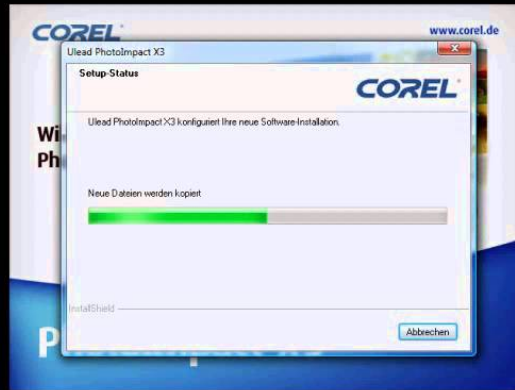 COREL
www.corel.de
Ulead PhotoImpact X3
Setup-Status
COREL
Ulead PhotoImpact X3 konfiguriert Ihre neue Software-Installation.
Wi
Ph
Neue Dateien werden kopiert
InstallShield
Abbrechen